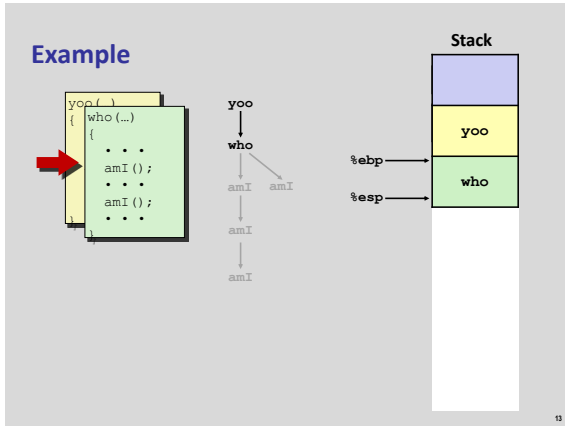 Example
Stack
yoo(…)
{
}
who(…)
{
• • •
amI();
• • •
amI();
• • •
}
yoo
who
amI amI
amI
amI
%ebp
%esp
yoo
who
13